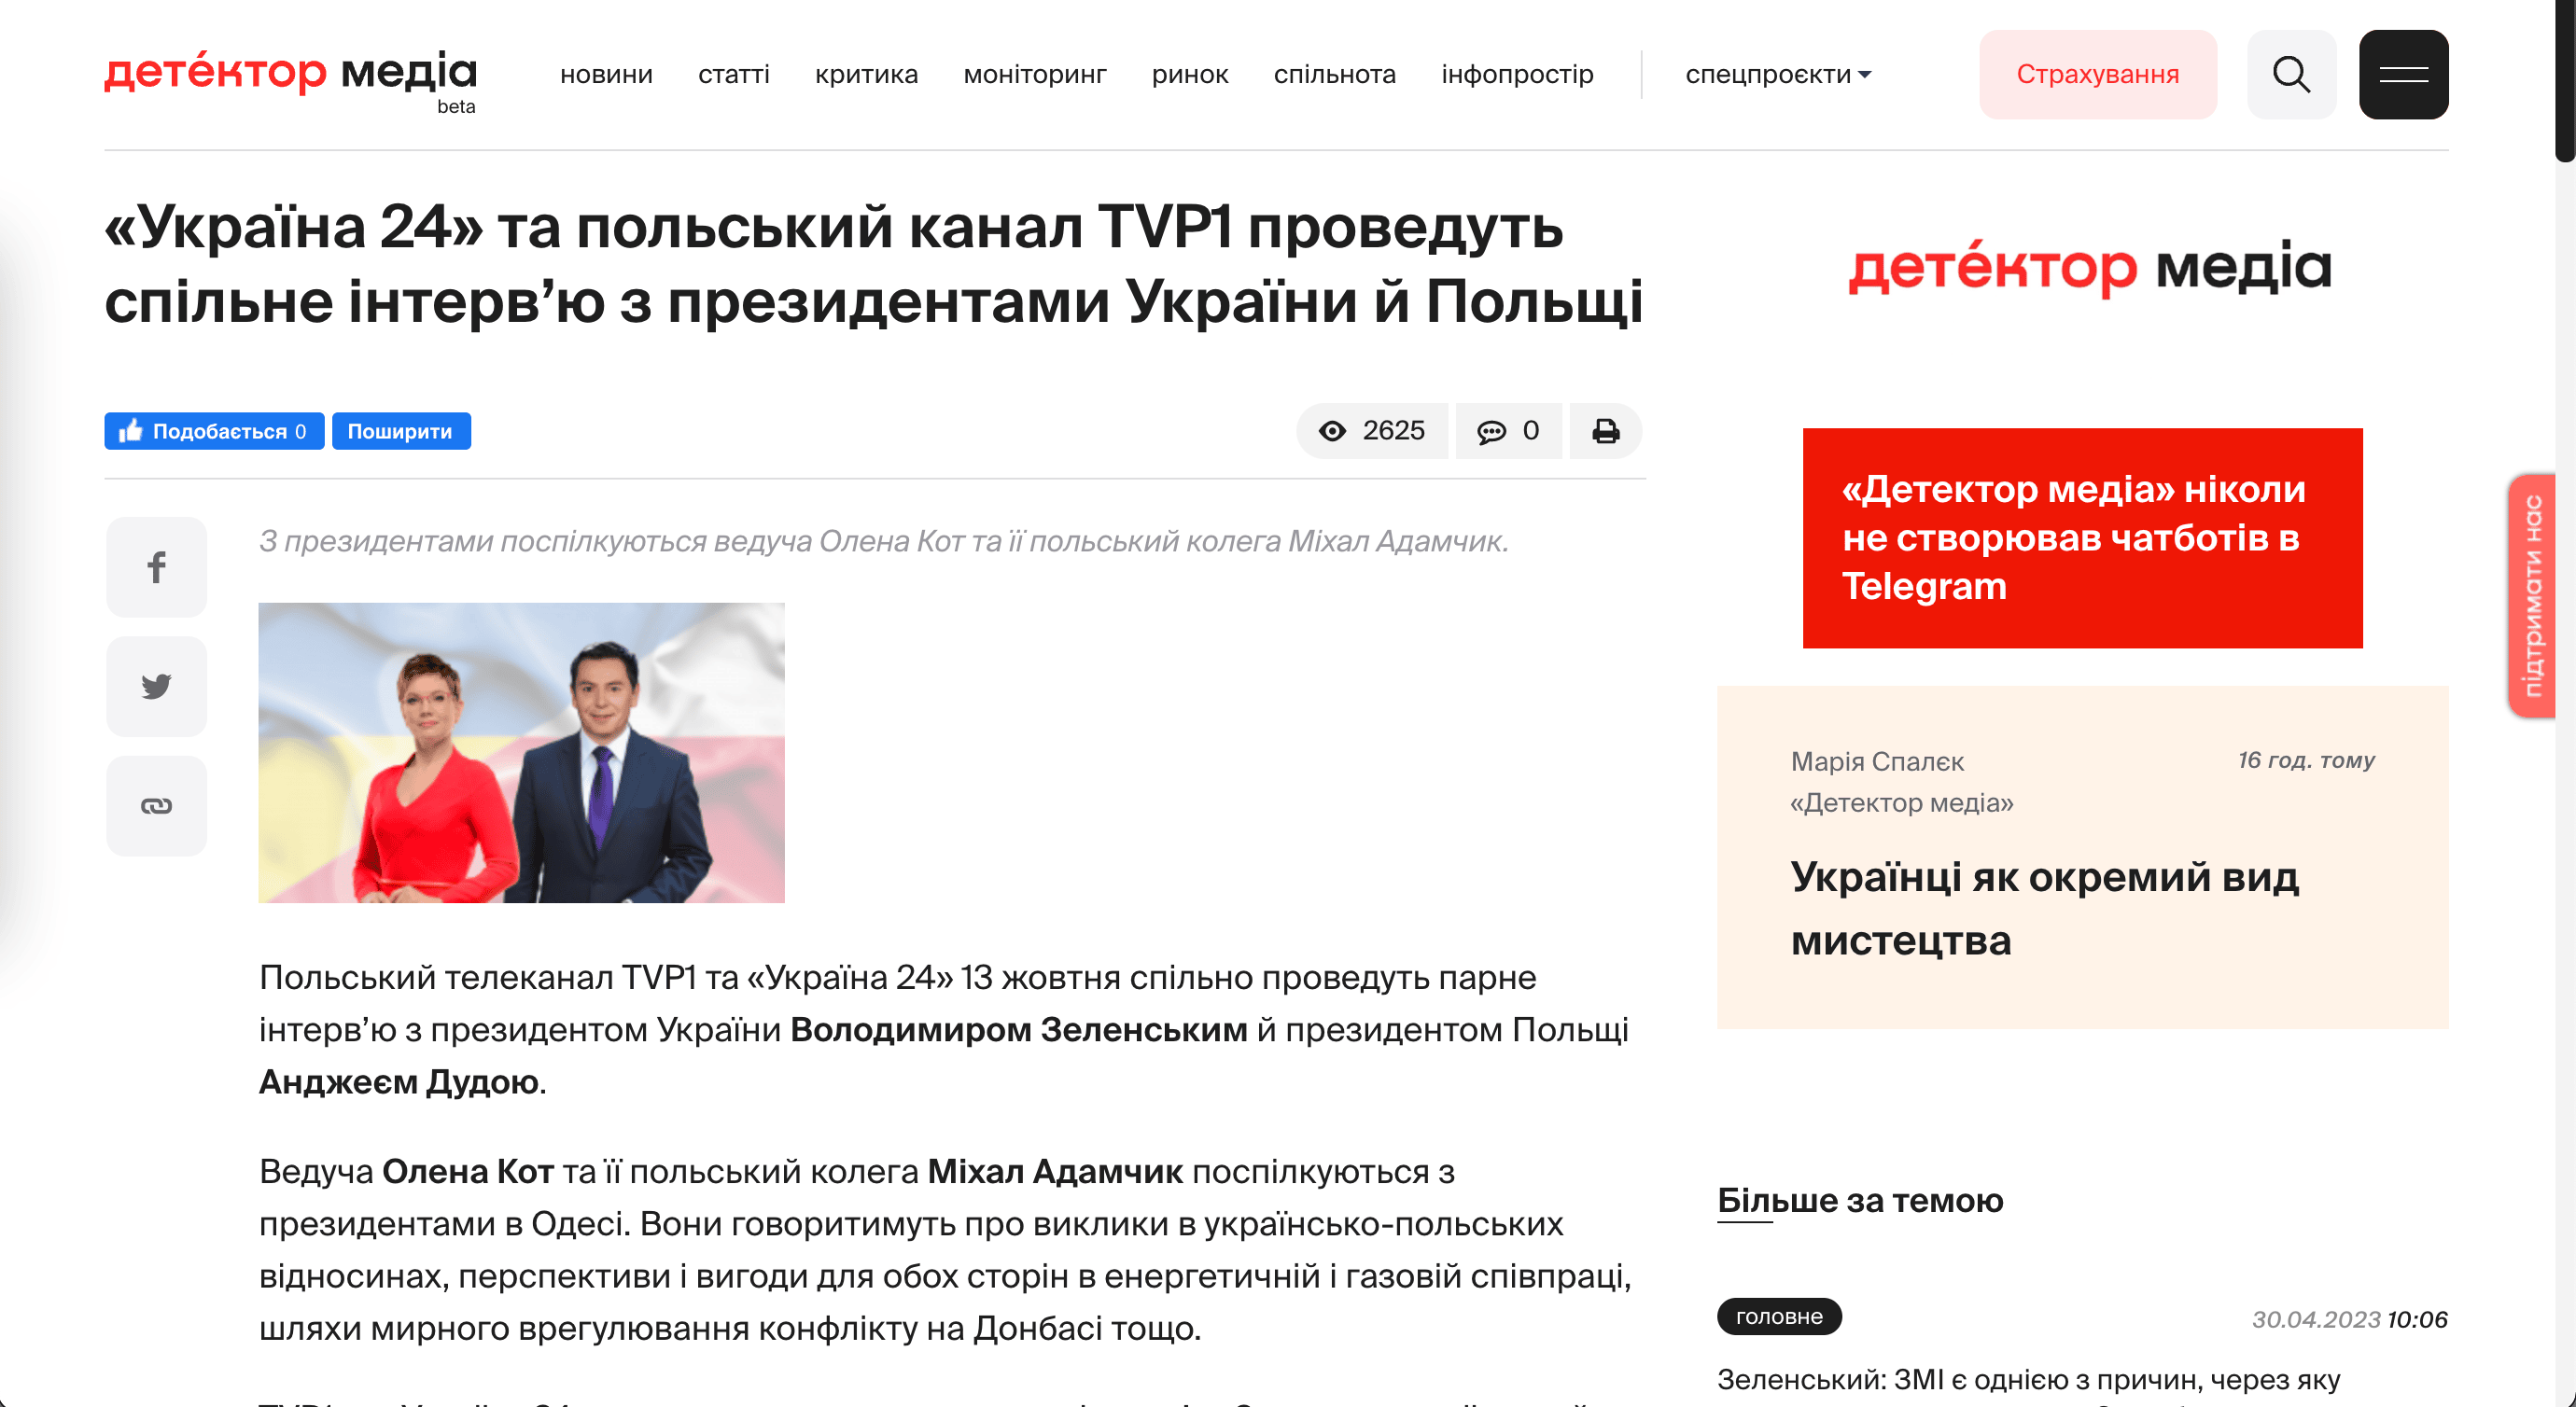 дете́ктор медіа
beta
новини статті критика моніторинг ринок спільнота інфопростір спецпроєкти Страхування
«Україна 24» та польський канал TVP1 проведуть
спільне інтерв’ю з президентами України й Польщі
Подобається 0 Поширити
2625 0
З президентами поспілкуються ведуча Олена Кот та її польський колега Міхал Адамчик.
Польський телеканал TVP1 та «Україна 24» 13 жовтня спільно проведуть парне
інтерв’ю з президентом України Володимиром Зеленським й президентом Польщі
Анджеєм Дудою.
Ведуча Олена Кот та її польський колега Міхал Адамчик поспілкуються з
президентами в Одесі. Вони говоритимуть про виклики в українсько-польських
відносинах, перспективи і вигоди для обох сторін в енергетичній і газовій співпраці,
шляхи мирного врегулювання конфлікту на Донбасі тощо.
дете́ктор медіа
«Детектор медіа» ніколи
не створював чатботів в
Telegram
підтримати нас
Марія Спалєк 16 год. тому
«Детектор медіа»
Українці як окремий вид
мистецтва
Більше за темою
головне 30.04.2023 10:06
Зеленський: ЗМІ є однією з причин, через яку